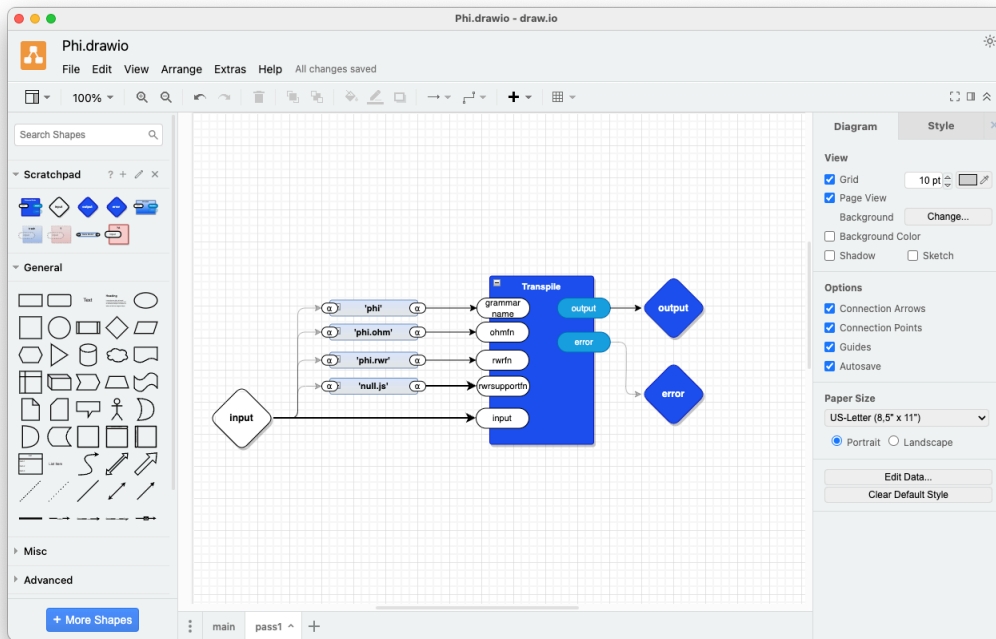 Phi.drawio - draw.io
Phi.drawio
File Edit View Arrange Extras Help All changes saved
100%
Search Shapes
Scratchpad
General
Text
Heading
Misc
Advanced
+ More Shapes
'phi'
'phi.ohm'
'phi.rwr'
'null.js'
α
α
α
α
α
α
α
α
input
Transpile
grammar
name
ohmfn
rwrfn
rwrsupportfn
input
output
error
output
error
main pass1
Diagram Style
View
Grid 10 pt
Page View
Background Change...
Background Color
Shadow Sketch
Options
Connection Arrows
Connection Points
Guides
Autosave
Paper Size
US-Letter (8,5" x 11")
Portrait Landscape
Edit Data...
Clear Default Style